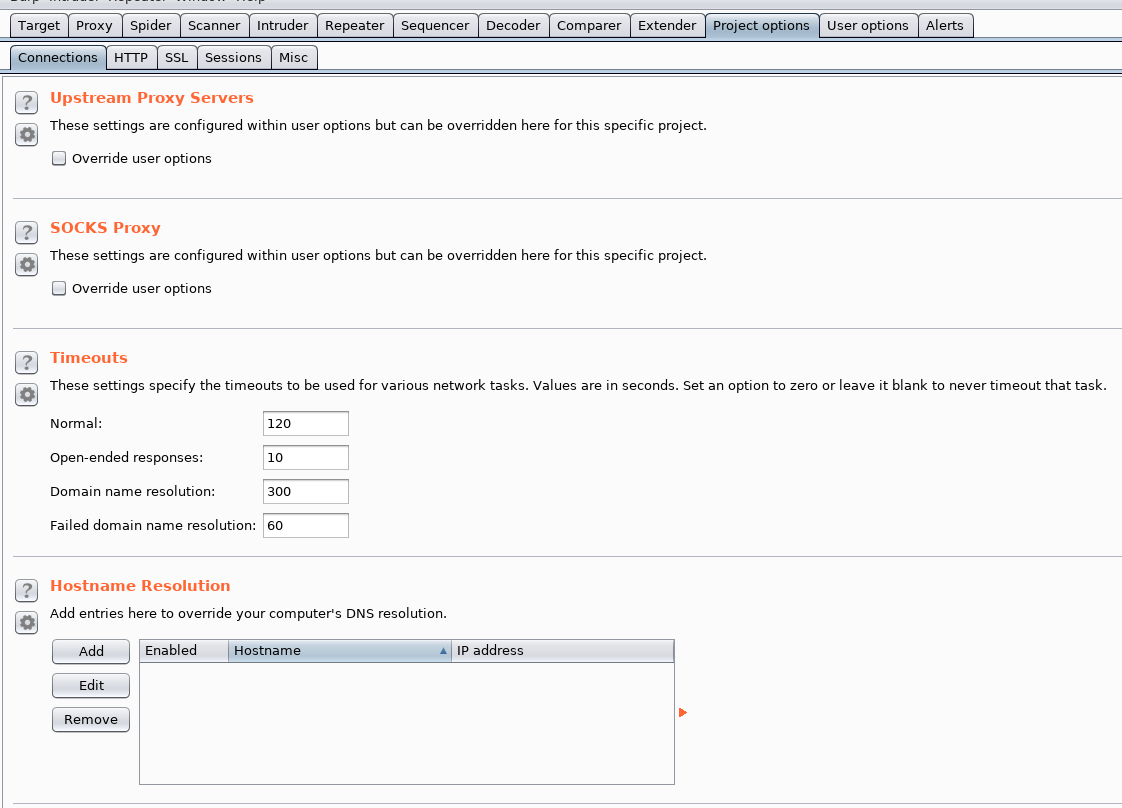 Burp Intruder Repeater Window Help
Target Proxy Spider Scanner Intruder Repeater Sequencer Decoder Comparer Extender Project options User options Alerts
Connections HTTP SSL Sessions Misc
? Upstream Proxy Servers
These settings are configured within user options but can be overridden here for this specific project.
Override user options
? SOCKS Proxy
These settings are configured within user options but can be overridden here for this specific project.
Override user options
? Timeouts
These settings specify the timeouts to be used for various network tasks. Values are in seconds. Set an option to zero or leave it blank to never timeout that task.
Normal: 120
Open-ended responses: 10
Domain name resolution: 300
Failed domain name resolution: 60
? Hostname Resolution
Add entries here to override your computer's DNS resolution.
Add Enabled Hostname IP address
Edit
Remove